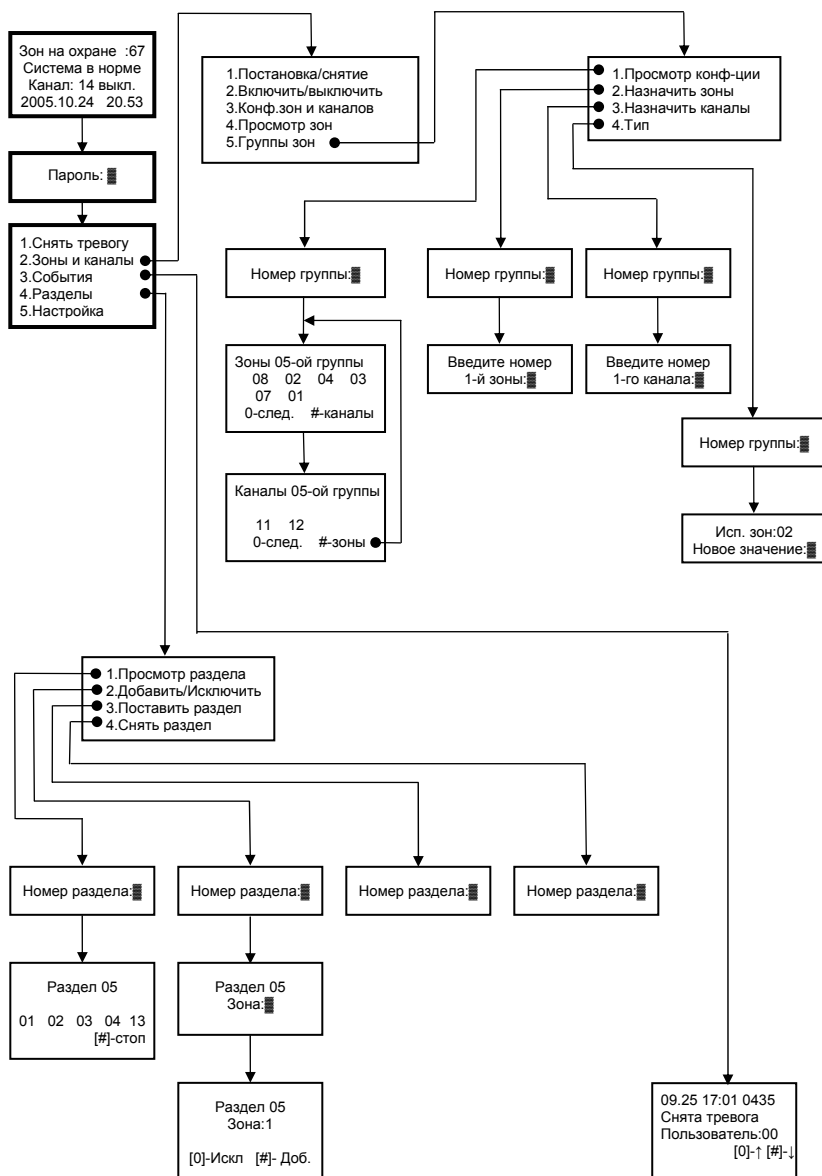 Зон на охране :67
Система в норме
Канал: 14 выкл.
2005.10.24 20.53
Пароль:
1.Снять тревогу
2.Зоны и каналы
3.События
4.Разделы
5.Настройка
1.Постановка/снятие
2.Включить/выключить
3.Конф.зон и каналов
4.Просмотр зон
5.Группы зон
1.Просмотр конф-ции
2.Назначить зоны
3.Назначить каналы
4.Тип
Номер группы:
Зоны 05-ой группы
08 02 04 03
07 01
0-след. #-каналы
Каналы 05-ой группы
11 12
0-след. #-зоны
Номер группы:
Введите номер
1-й зоны:
Номер группы:
Введите номер
1-го канала:
Номер группы:
Исп. зон:02
Новое значение:
1.Просмотр раздела
2.Добавить/Исключить
3.Поставить раздел
4.Снять раздел
Номер раздела:
Раздел 05
01 02 03 04 13
[#]-стоп
Номер раздела:
Раздел 05
Зона:
Раздел 05
Зона:1
[0]-Искл [#]- Доб.
Номер раздела:
Номер раздела:
09.25 17:01 0435
Снята тревога
Пользователь:00
[0]-↑ [#]-↓